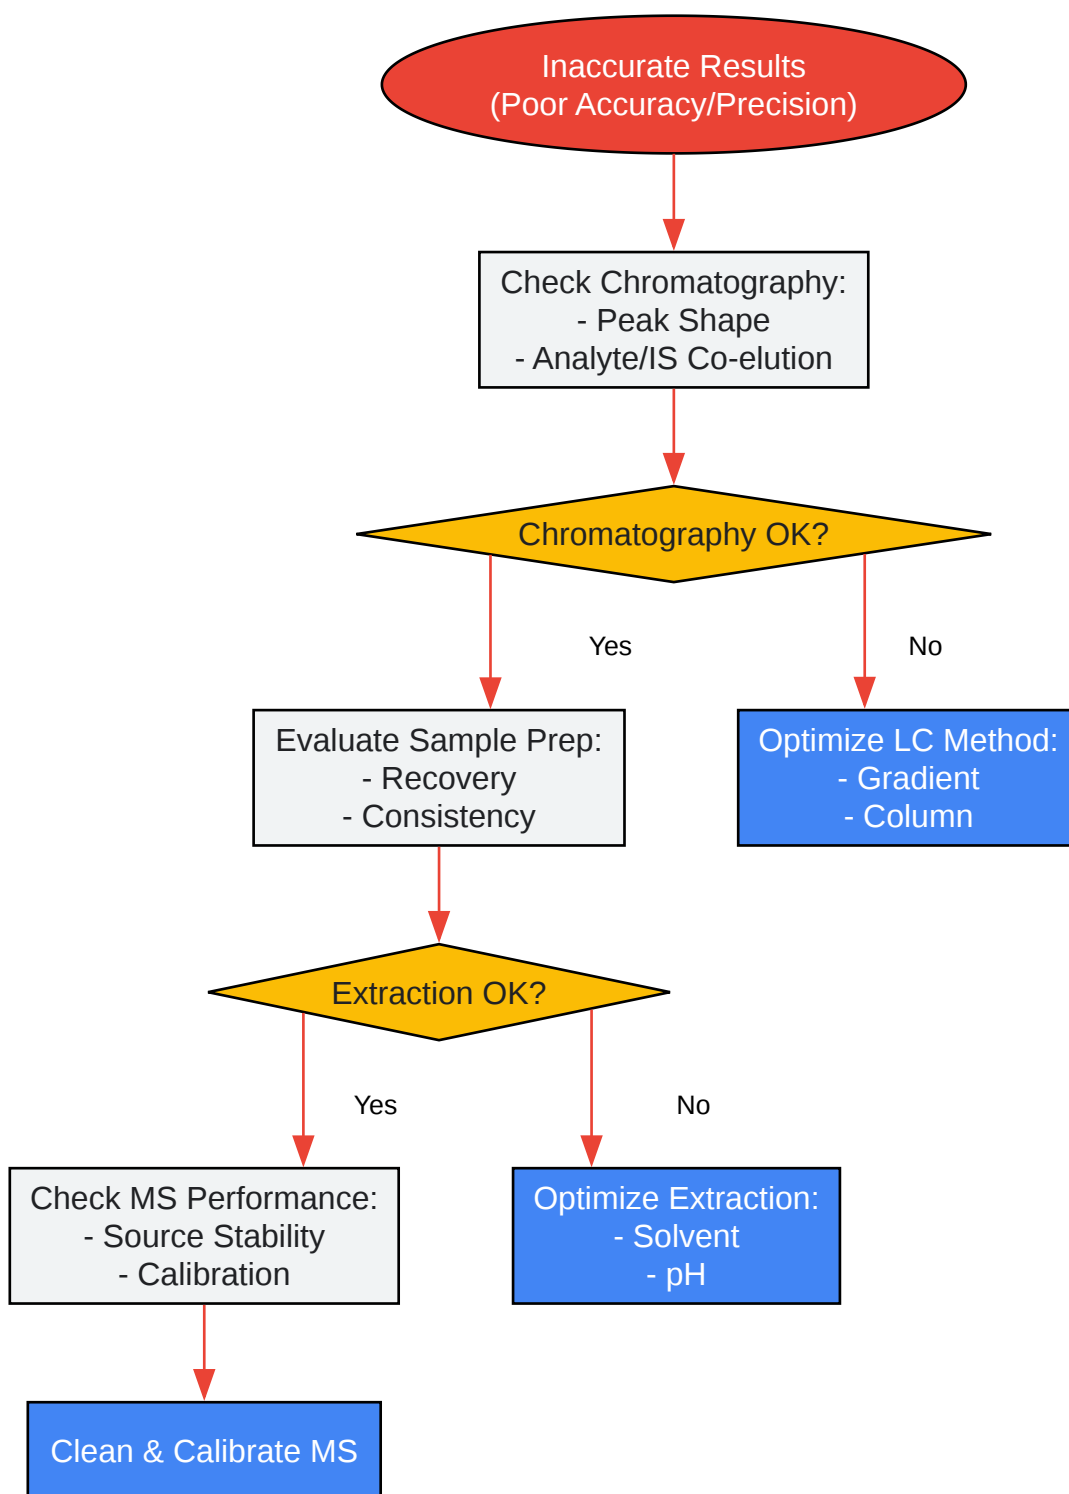 Inaccurate Results
(Poor Accuracy/Precision)
Check Chromatography:
- Peak Shape
- Analyte/IS Co-elution
Chromatography OK?
Yes
No
Evaluate Sample Prep:
- Recovery
- Consistency
Optimize LC Method:
- Gradient
- Column
Extraction OK?
Yes
No
Check MS Performance:
- Source Stability
- Calibration
Optimize Extraction:
- Solvent
- pH
Clean & Calibrate MS